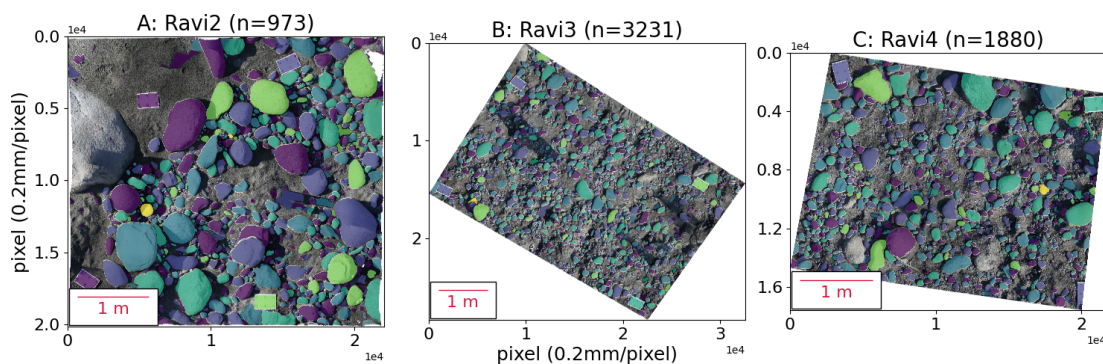 A: Ravi2 (n=973)
1e4
0.0
0.5
1.0
1.5
2.0
pixel (0.2mm/pixel)
1 m
0
1
2
1e4
B: Ravi3 (n=3231)
1e4
0
1
2
1 m
0
1
2
3
1e4
pixel (0.2mm/pixel)
C: Ravi4 (n=1880)
1e4
0.0
0.4
0.8
1.2
1.6
1 m
0
1
2
1e4